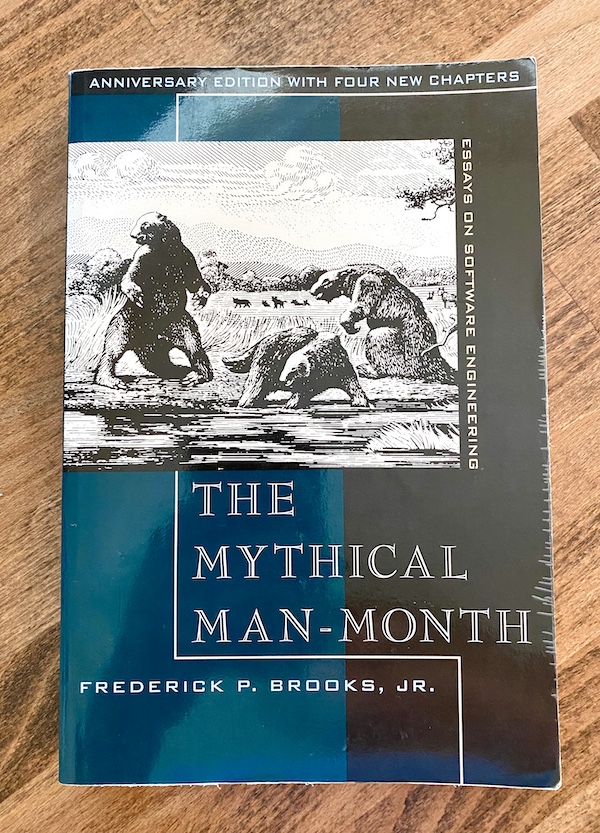 ANNIVERSARY EDITION WITH FOUR NEW CHAPTERS
ESSAYS ON SOFTWARE ENGINEERING
THE
MYTHICAL
MAN-MONTH
FREDERICK P. BROOKS, JR.